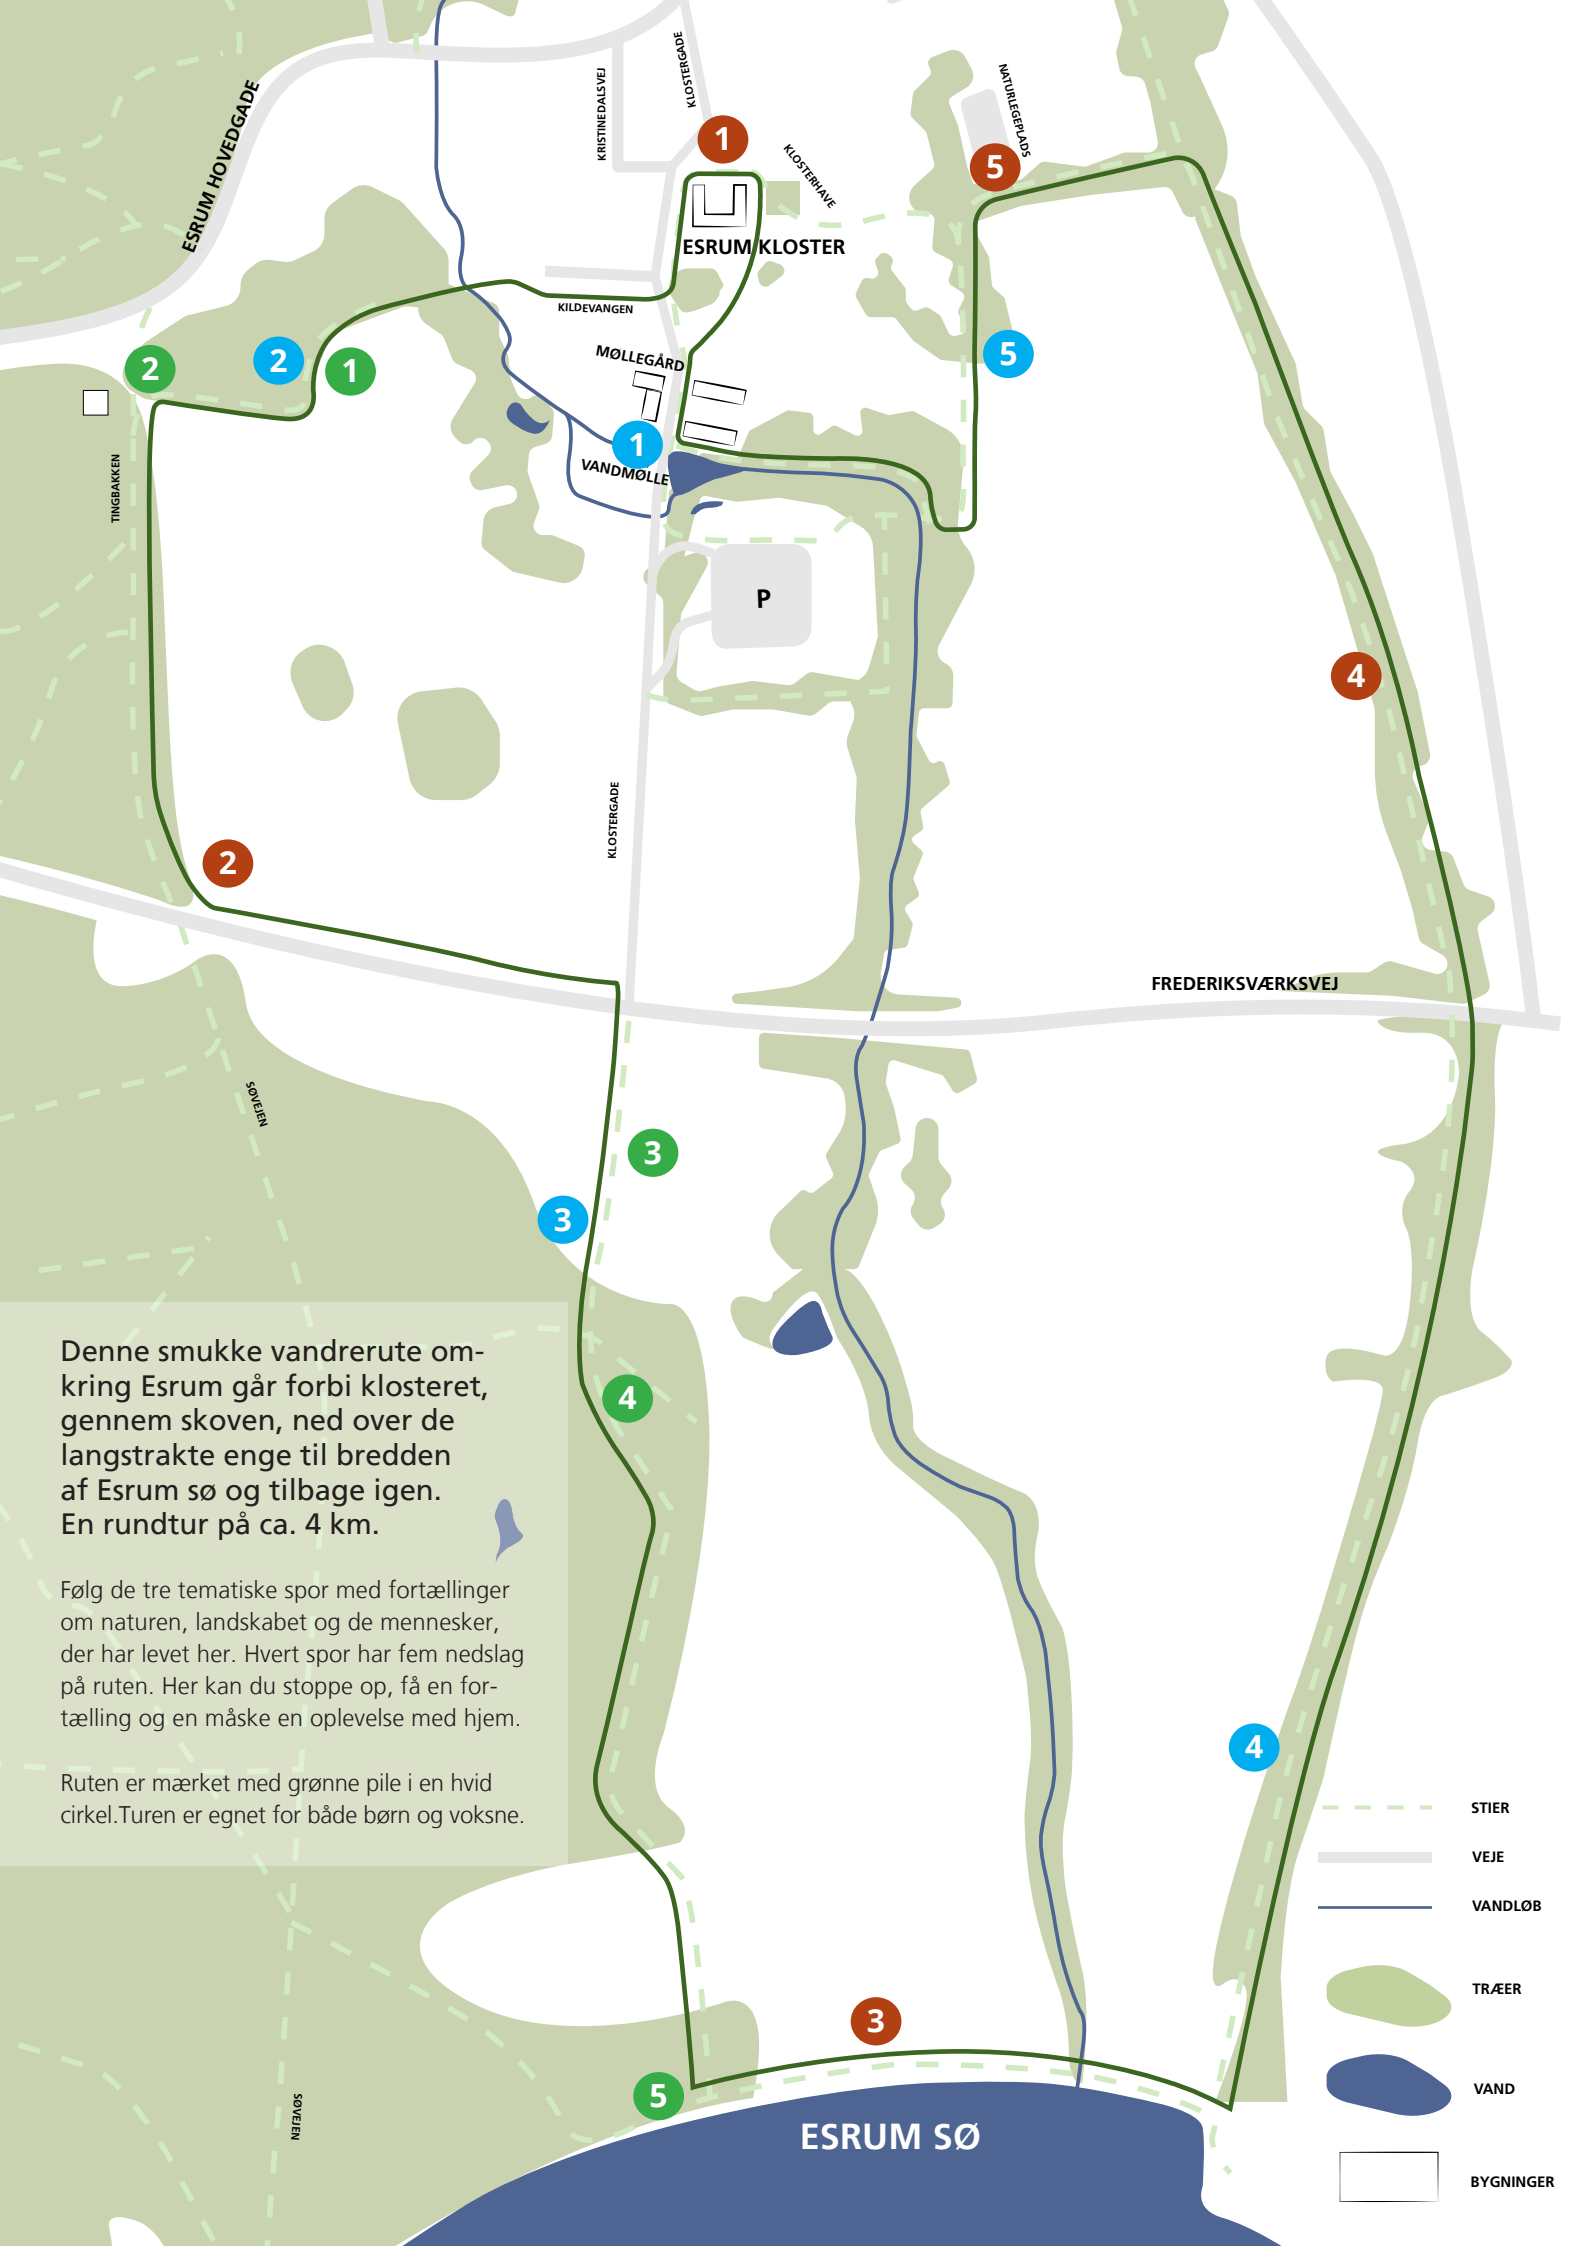 KLOSTERGADE
KRISTINEDALSVEJ
NATURLEGEPLADS
ESRUM HOVEDGADE
1
KLOSTERHAVE
5
ESRUM KLOSTER
KILDEVANGEN
MØLLEGÅRD
5
2
2
1
1
VANDMØLLE
TINGBAKKEN
P
4
KLOSTERGADE
2
FREDERIKSVÆRKSVEJ
SØVEJEN
3
3
4
Denne smukke vandrerute om-
kring Esrum går forbi klosteret,
gennem skoven, ned over de
langstrakte enge til bredden
af Esrum sø og tilbage igen.
En rundtur på ca. 4 km.
Følg de tre tematiske spor med fortællinger
om naturen, landskabet og de mennesker,
der har levet her. Hvert spor har fem nedslag
på ruten. Her kan du stoppe op, få en for-
tælling og en måske en oplevelse med hjem.
Ruten er mærket med grønne pile i en hvid
cirkel.Turen er egnet for både børn og voksne.
4
STIER
VEJE
VANDLØB
TRÆER
VAND
BYGNINGER
3
5
SØVEJEN
ESRUM SØ